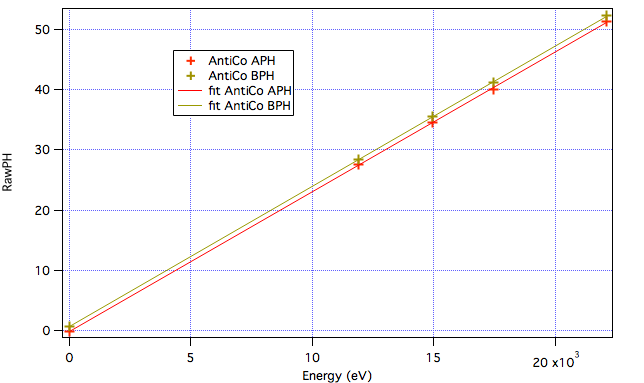 50
40
30
20
10
0
RawPH
AntiCo APH
AntiCo BPH
fit AntiCo APH
fit AntiCo BPH
0 5 10 15 20 x10³
Energy (eV)